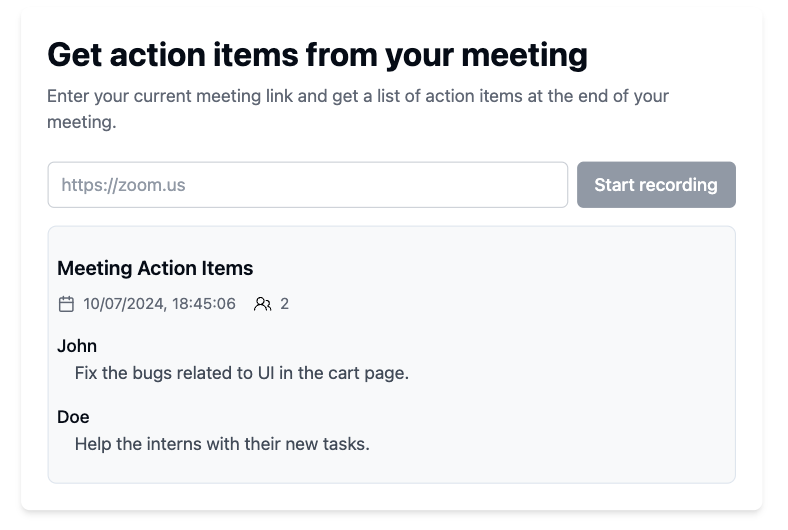 Get action items from your meeting
Enter your current meeting link and get a list of action items at the end of your
meeting.
https://zoom.us
Start recording
Meeting Action Items
10/07/2024, 18:45:06 2
John
Fix the bugs related to UI in the cart page.
Doe
Help the interns with their new tasks.